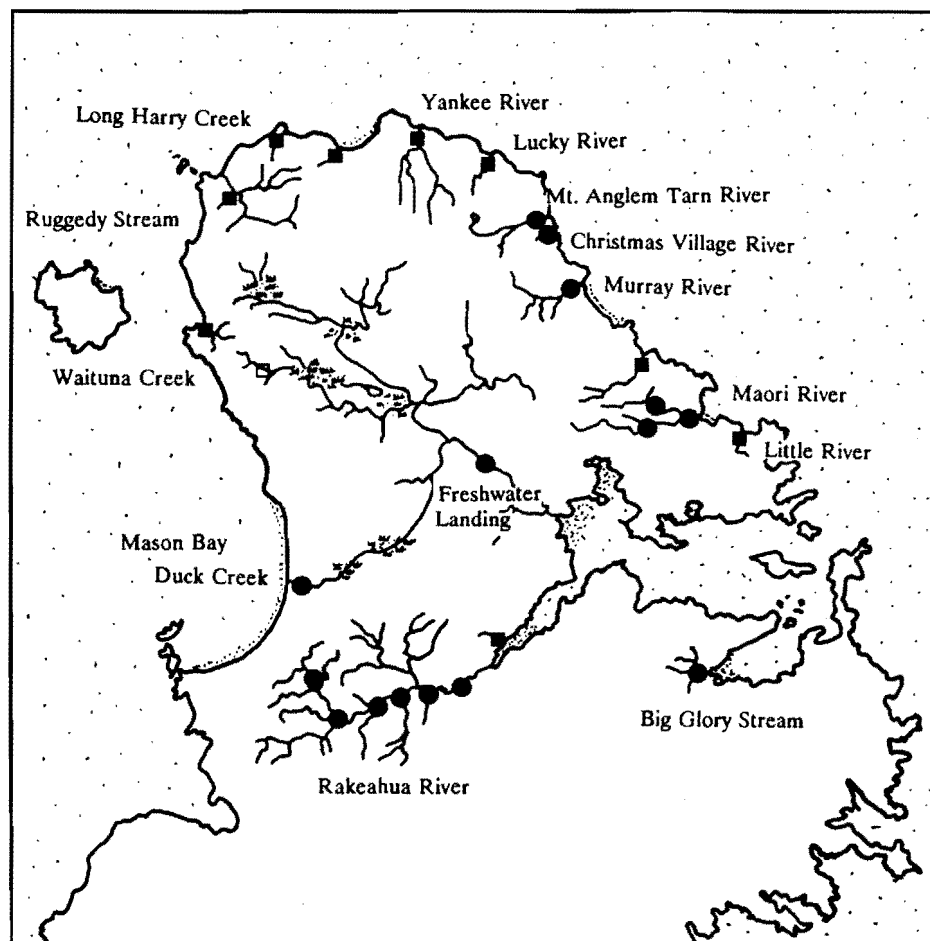 Yankee River
Long Harry Creek
Lucky River
Mt. Anglem Tarn River
Ruggedy Stream
Christmas Village River
Murray River
Waituna Creek
Maori River
Little River
Freshwater
Landing
Mason Bay
Duck Creek
Big Glory Stream
Rakeahua River